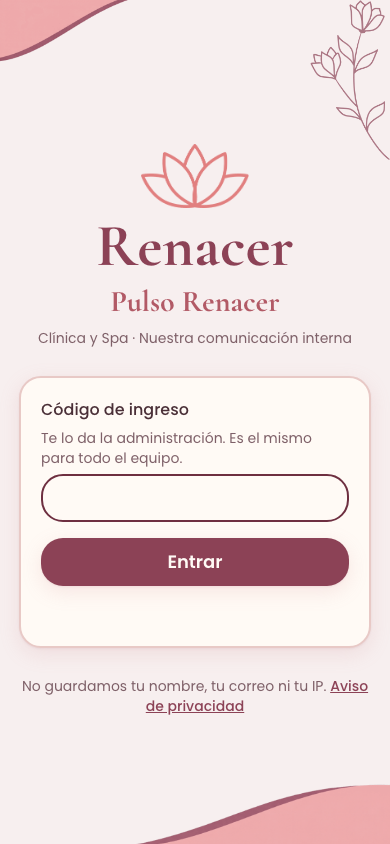 Renacer
Pulso Renacer
Clínica y Spa · Nuestra comunicación interna
Código de ingreso
Te lo da la administración. Es el mismo
para todo el equipo.
Entrar
No guardamos tu nombre, tu correo ni tu IP. Aviso
de privacidad